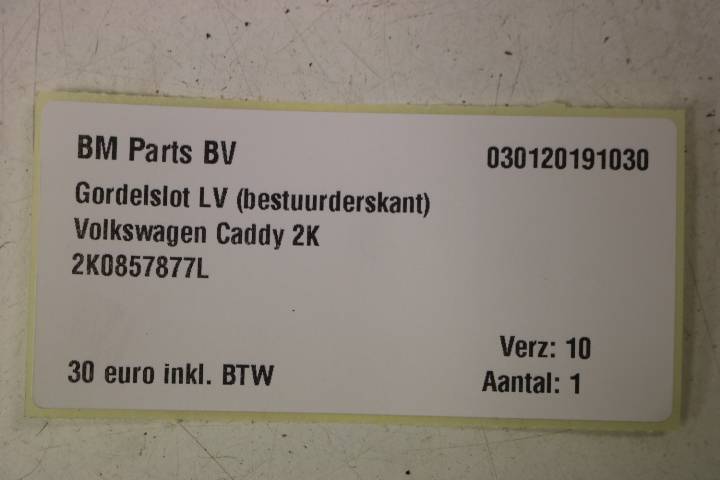 BM Parts BV 030120191030
Gordelslot LV (bestuurderskant)
Volkswagen Caddy 2K
2K0857877L
Verz: 10
30 euro inkl. BTW Aantal: 1